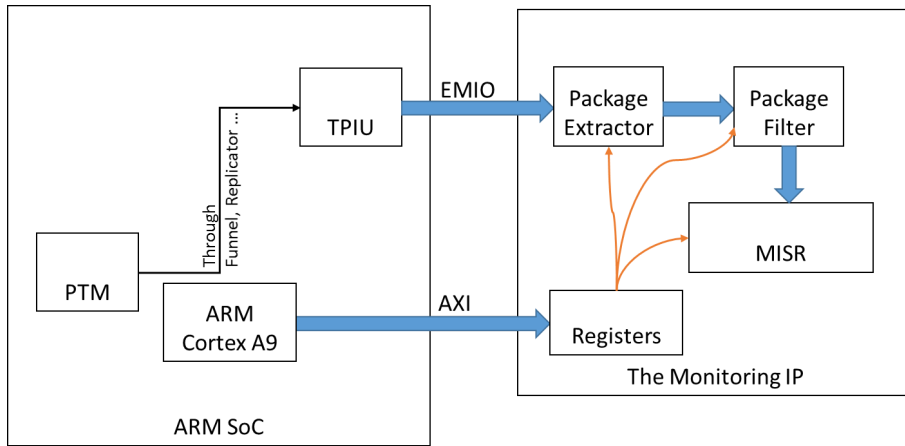 TPIU
EMIO
Package
Extractor
Package
Filter
Through
Funnel, Replicator ...
PTM
MISR
ARM
Cortex A9
AXI
Registers
The Monitoring IP
ARM SoC